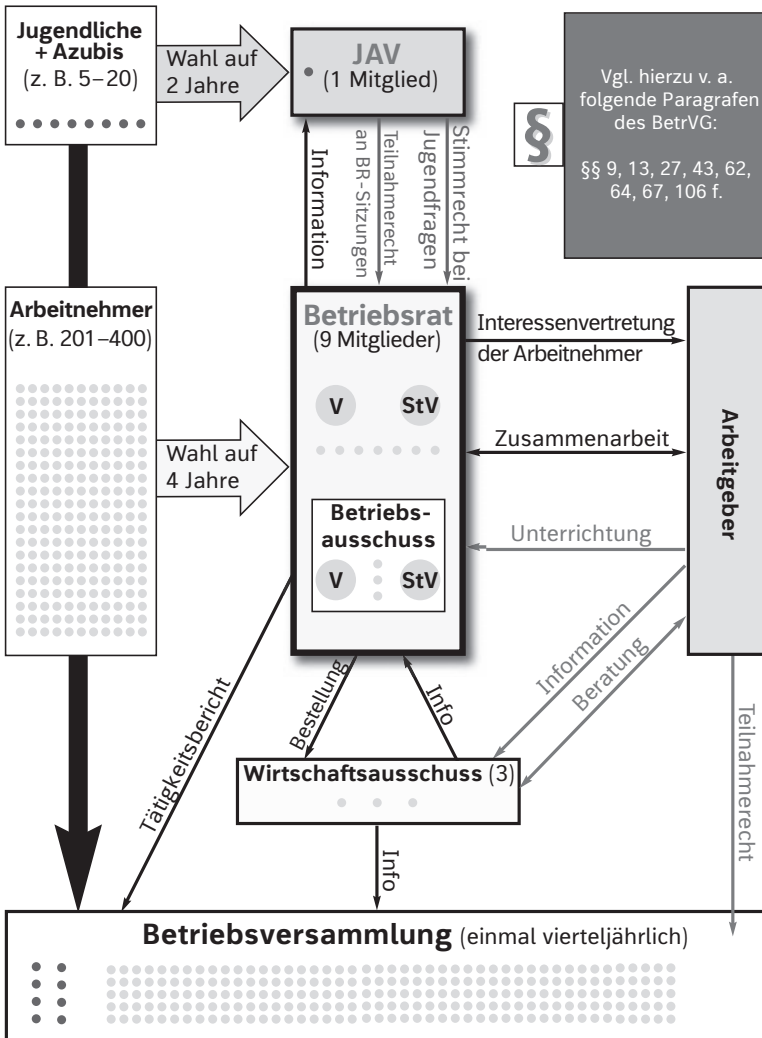 Jugendliche
+ Azubis
(z. B. 5–20)
Wahl auf
2 Jahre
JAV
(1 Mitglied)
§
Vgl. hierzu v. a.
folgende Paragrafen
des BetrVG:
§§ 9, 13, 27, 43, 62,
64, 67, 106 f.
Information
Teilnahmerecht
an BR-Sitzungen
Stimmrecht bei
Jugendfragen
Arbeitnehmer
(z. B. 201–400)
Wahl auf
4 Jahre
Betriebsrat
(9 Mitglieder)
V
StV
Betriebs-
ausschuss
V
StV
Interessenvertretung
der Arbeitnehmer
Zusammenarbeit
Unterrichtung
Arbeitgeber
Information
Beratung
Teilnahmerecht
Tätigkeitsbericht
Bestellung
Info
Wirtschaftsausschuss (3)
Info
Betriebsversammlung (einmal vierteljährlich)